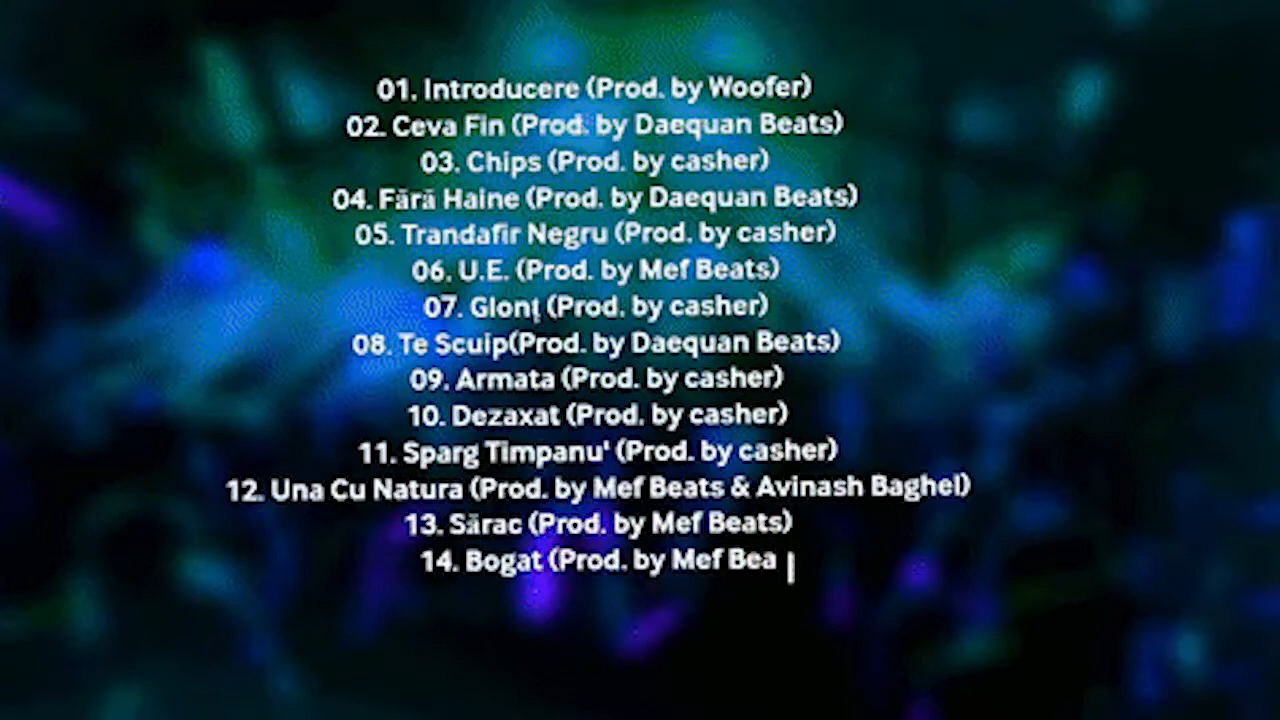 01. Introducere (Prod. by Woofer)
02. Ceva Fin (Prod. by Daequan Beats)
03. Chips (Prod. by casher)
04. Fără Haine (Prod. by Daequan Beats)
05. Trandafir Negru (Prod. by casher)
06. U.E. (Prod. by Mef Beats)
07. Glonț (Prod. by casher)
08. Te Scuip(Prod. by Daequan Beats)
09. Armata (Prod. by casher)
10. Dezaxat (Prod. by casher)
11. Sparg Timpanu' (Prod. by casher)
12. Una Cu Natura (Prod. by Mef Beats & Avinash Baghel)
13. Sărac (Prod. by Mef Beats)
14. Bogat (Prod. by Mef Bea